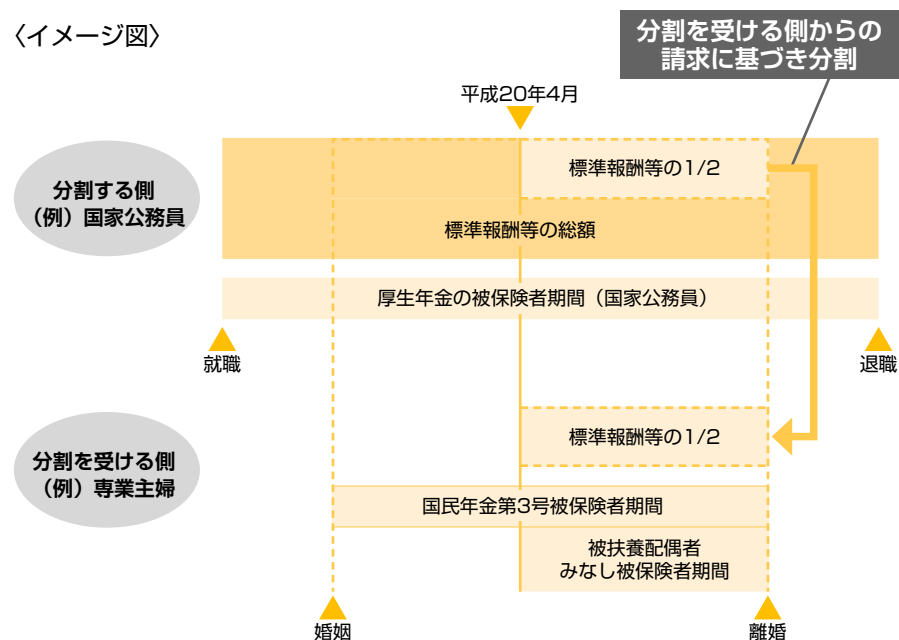 〈イメージ図〉
分割を受ける側からの
請求に基づき分割
平成20年4月
分割する側
（例）国家公務員
標準報酬等の1/2
標準報酬等の総額
厚生年金の被保険者期間（国家公務員）
就職
退職
分割を受ける側
（例）専業主婦
標準報酬等の1/2
国民年金第3号被保険者期間
被扶養配偶者
みなし被保険者期間
婚姻
離婚